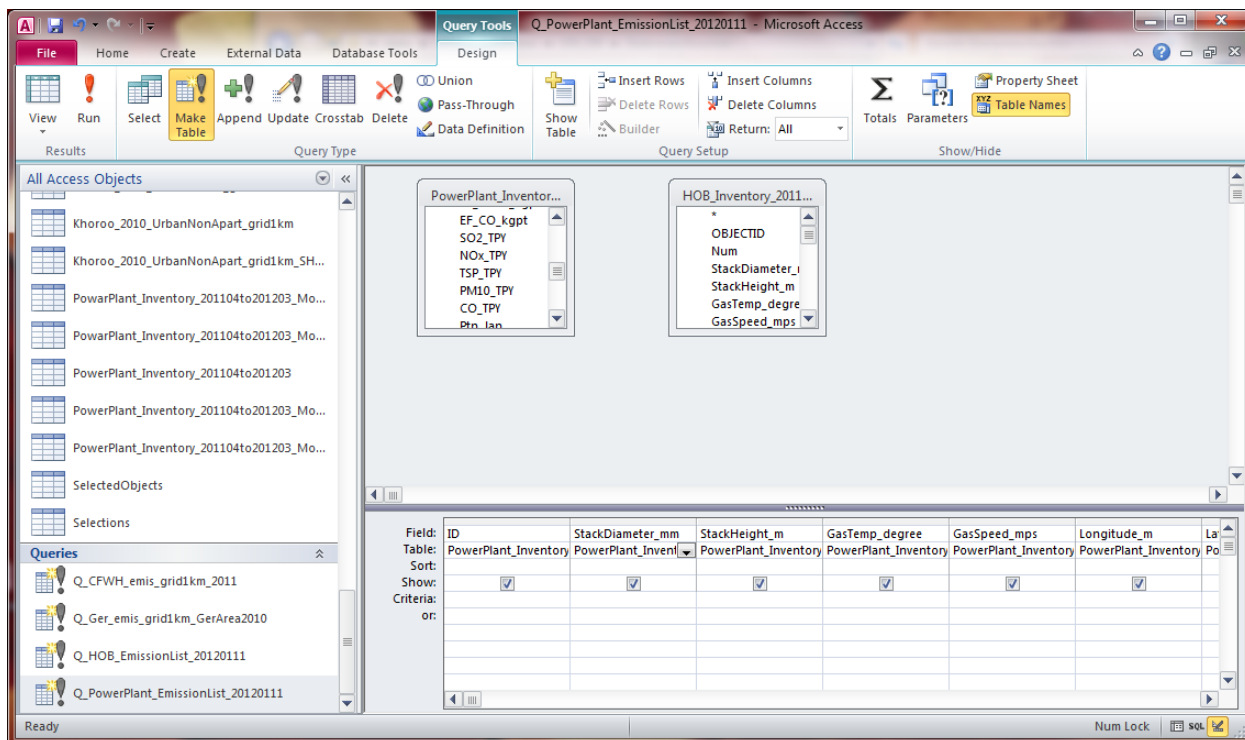 Query Tools Q_PowerPlant_EmissionList_20120111 - Microsoft Access
File Home Create External Data Database Tools Design
View Run Select Make Table Append Update Crosstab Delete
Union
Pass-Through
Data Definition
Show Table
Insert Rows
Delete Rows
Builder
Insert Columns
Delete Columns
Return: All
Totals Parameters
Property Sheet
Table Names
Results Query Type Query Setup Show/Hide
All Access Objects
Khoroo_2010_UrbanNonApart_grid1km
Khoroo_2010_UrbanNonApart_grid1km_SH...
PowarPlant_Inventory_201104to201203_Mo...
PowarPlant_Inventory_201104to201203_Mo...
PowerPlant_Inventory_201104to201203
PowerPlant_Inventory_201104to201203_Mo...
PowerPlant_Inventory_201104to201203_Mo...
SelectedObjects
Selections
Queries
Q_CFWH_emis_grid1km_2011
Q_Ger_emis_grid1km_GerArea2010
Q_HOB_EmissionList_20120111
Q_PowerPlant_EmissionList_20120111
PowerPlant_Inventor...
EF_CO_kgpt
SO2_TPY
NOx_TPY
TSP_TPY
PM10_TPY
CO_TPY
Ptn_Jan
HOB_Inventory_2011...
*
OBJECTID
Num
StackDiameter_
StackHeight_m
GasTemp_degre
GasSpeed_mps
Field: ID StackDiameter_mm StackHeight_m GasTemp_degree GasSpeed_mps Longitude_m La
Table: PowerPlant_Inventory PowerPlant_Invent PowerPlant_Inventory PowerPlant_Inventory PowerPlant_Inventory PowerPlant_Inventory Po
Sort:
Show:
Criteria:
or:
Ready Num Lock SQL